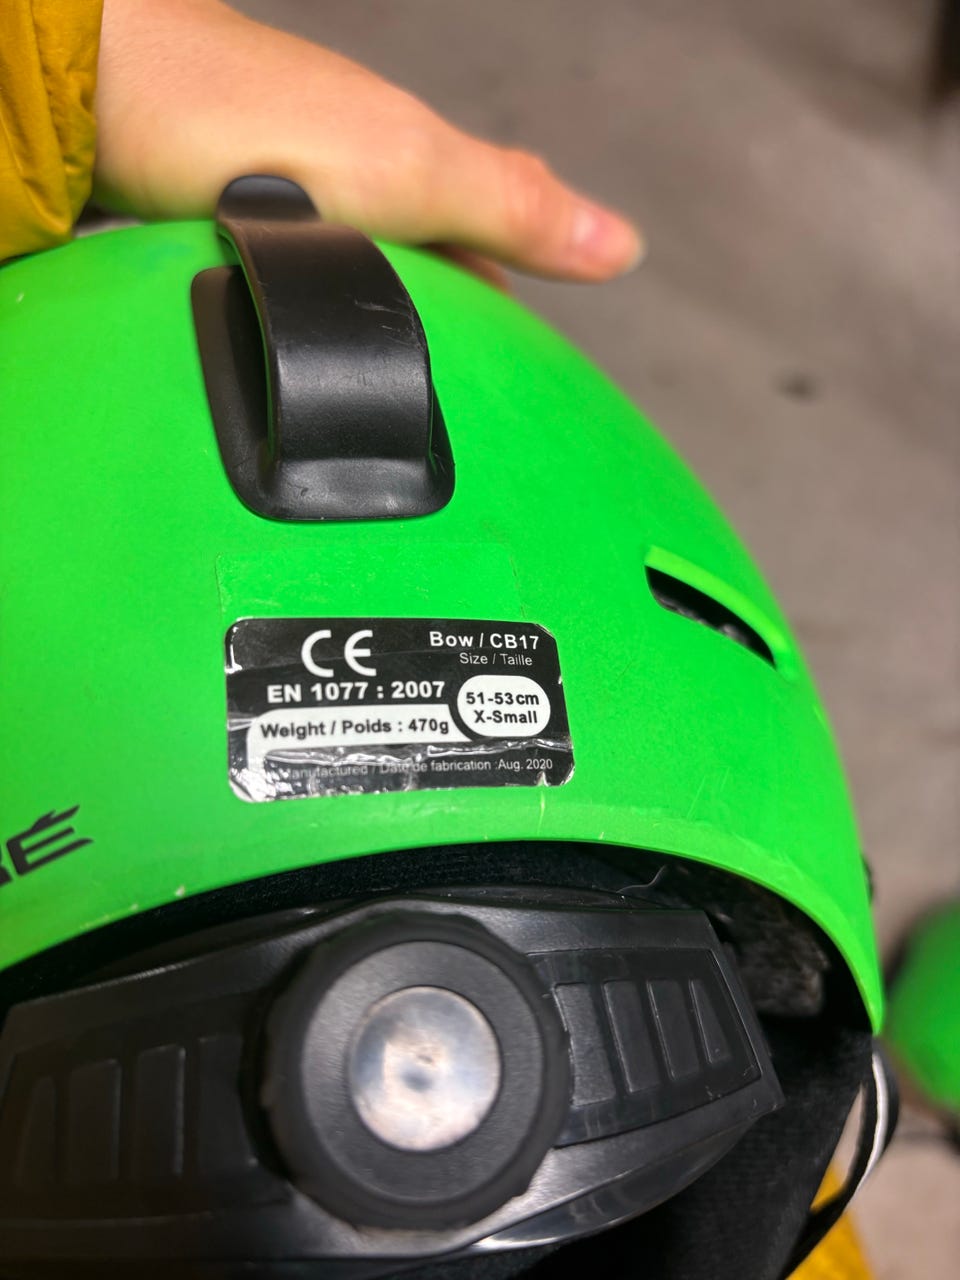 CE
Bow / CB17
Size / Taille
EN 1077 : 2007
51-53cm
X-Small
Weight / Poids : 470g
/ Date de fabrication :Aug. 2020